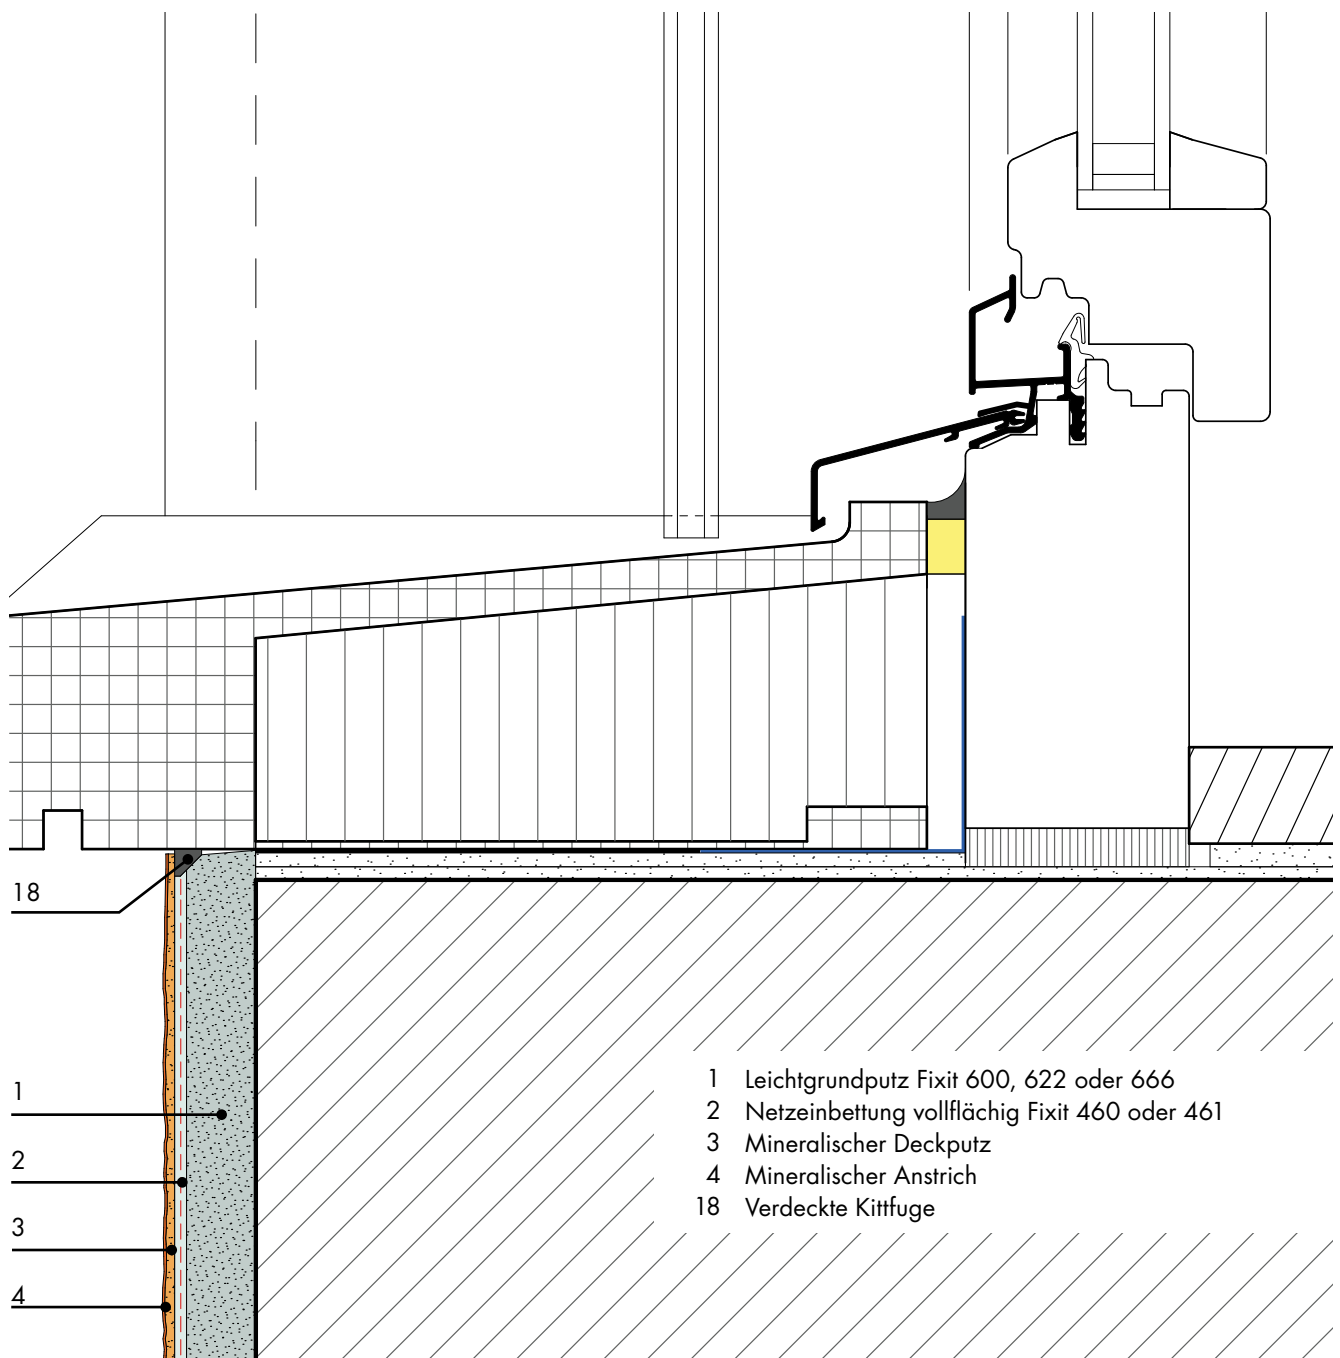 18
1
2
3
4
1 Leichtgrundputz Fixit 600, 622 oder 666
2 Netzeinbettung vollflächig Fixit 460 oder 461
3 Mineralischer Deckputz
4 Mineralischer Anstrich
18 Verdeckte Kittfuge